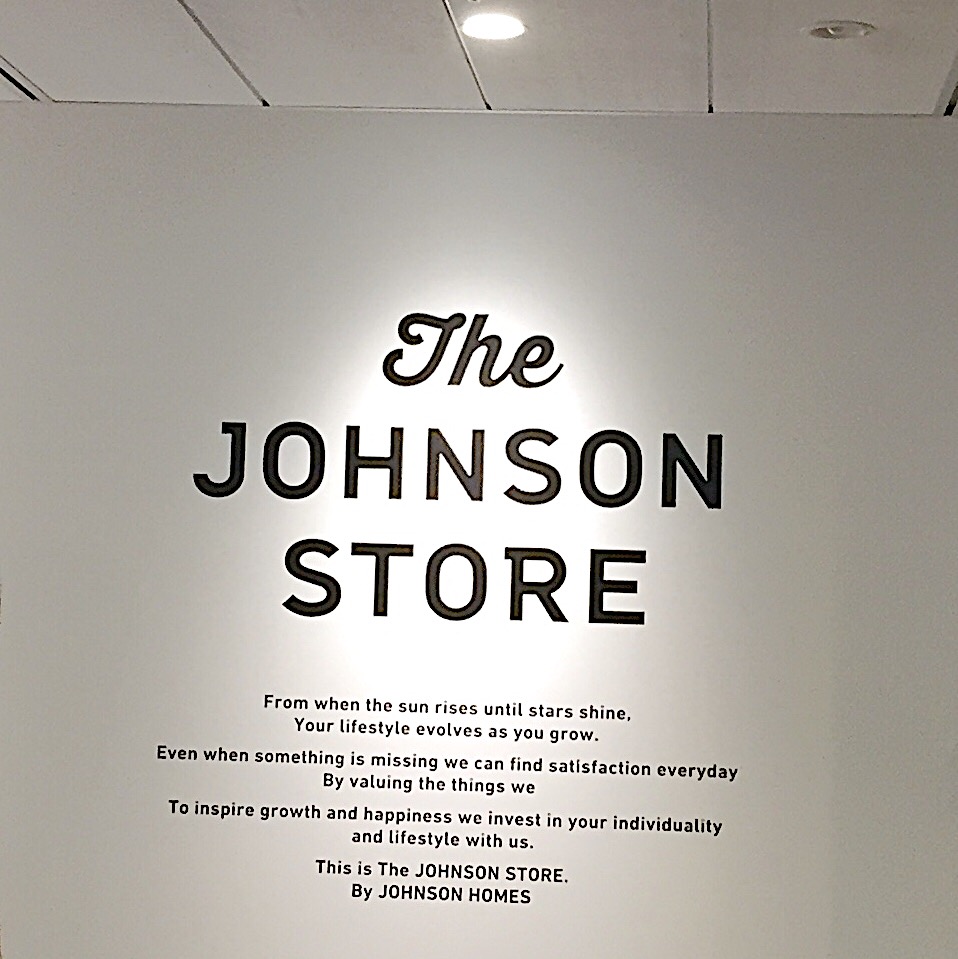 The
JOHNSON
STORE
From when the sun rises until stars shine,
Your lifestyle evolves as you grow.
Even when something is missing we can find satisfaction everyday
By valuing the things we
To inspire growth and happiness we invest in your individuality
and lifestyle with us.
This is The JOHNSON STORE.
By JOHNSON HOMES